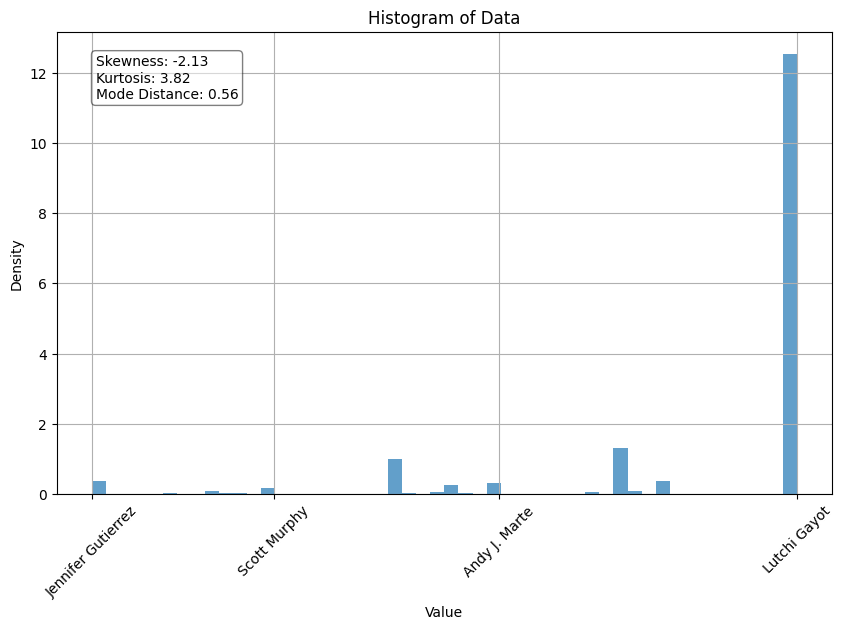 Histogram of Data
Skewness: -2.13
Kurtosis: 3.82
Mode Distance: 0.56
12
10
8
6
4
2
0
Density
Jennifer Gutierrez
Scott Murphy
Andy J. Marte
Lutchi Gayot
Value